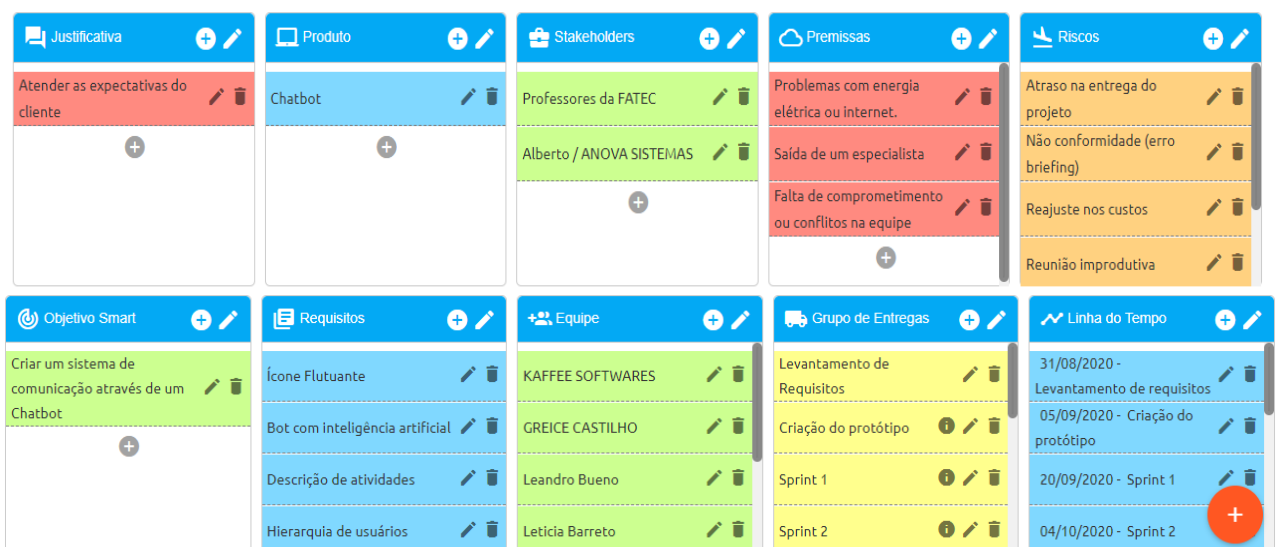 Justificativa
Atender as expectativas do
cliente
Produto
Chatbot
Stakeholders
Professores da FATEC
Alberto / ANOVA SISTEMAS
Premissas
Problemas com energia
elétrica ou internet.
Saída de um especialista
Falta de comprometimento
ou conflitos na equipe
Riscos
Atraso na entrega do
projeto
Não conformidade (erro
briefing)
Reajuste nos custos
Reunião improdutiva
Objetivo Smart
Criar um sistema de
comunicação através de um
Chatbot
Requisitos
Ícone Flutuante
Bot com inteligência artificial
Descrição de atividades
Hierarquia de usuários
Equipe
KAFFEE SOFTWARES
GREICE CASTILHO
Leandro Bueno
Leticia Barreto
Grupo de Entregas
Levantamento de
Requisitos
Criação do protótipo
Sprint 1
Sprint 2
Linha do Tempo
31/08/2020 -
Levantamento de requisitos
05/09/2020 - Criação do
protótipo
20/09/2020 - Sprint 1
04/10/2020 - Sprint 2